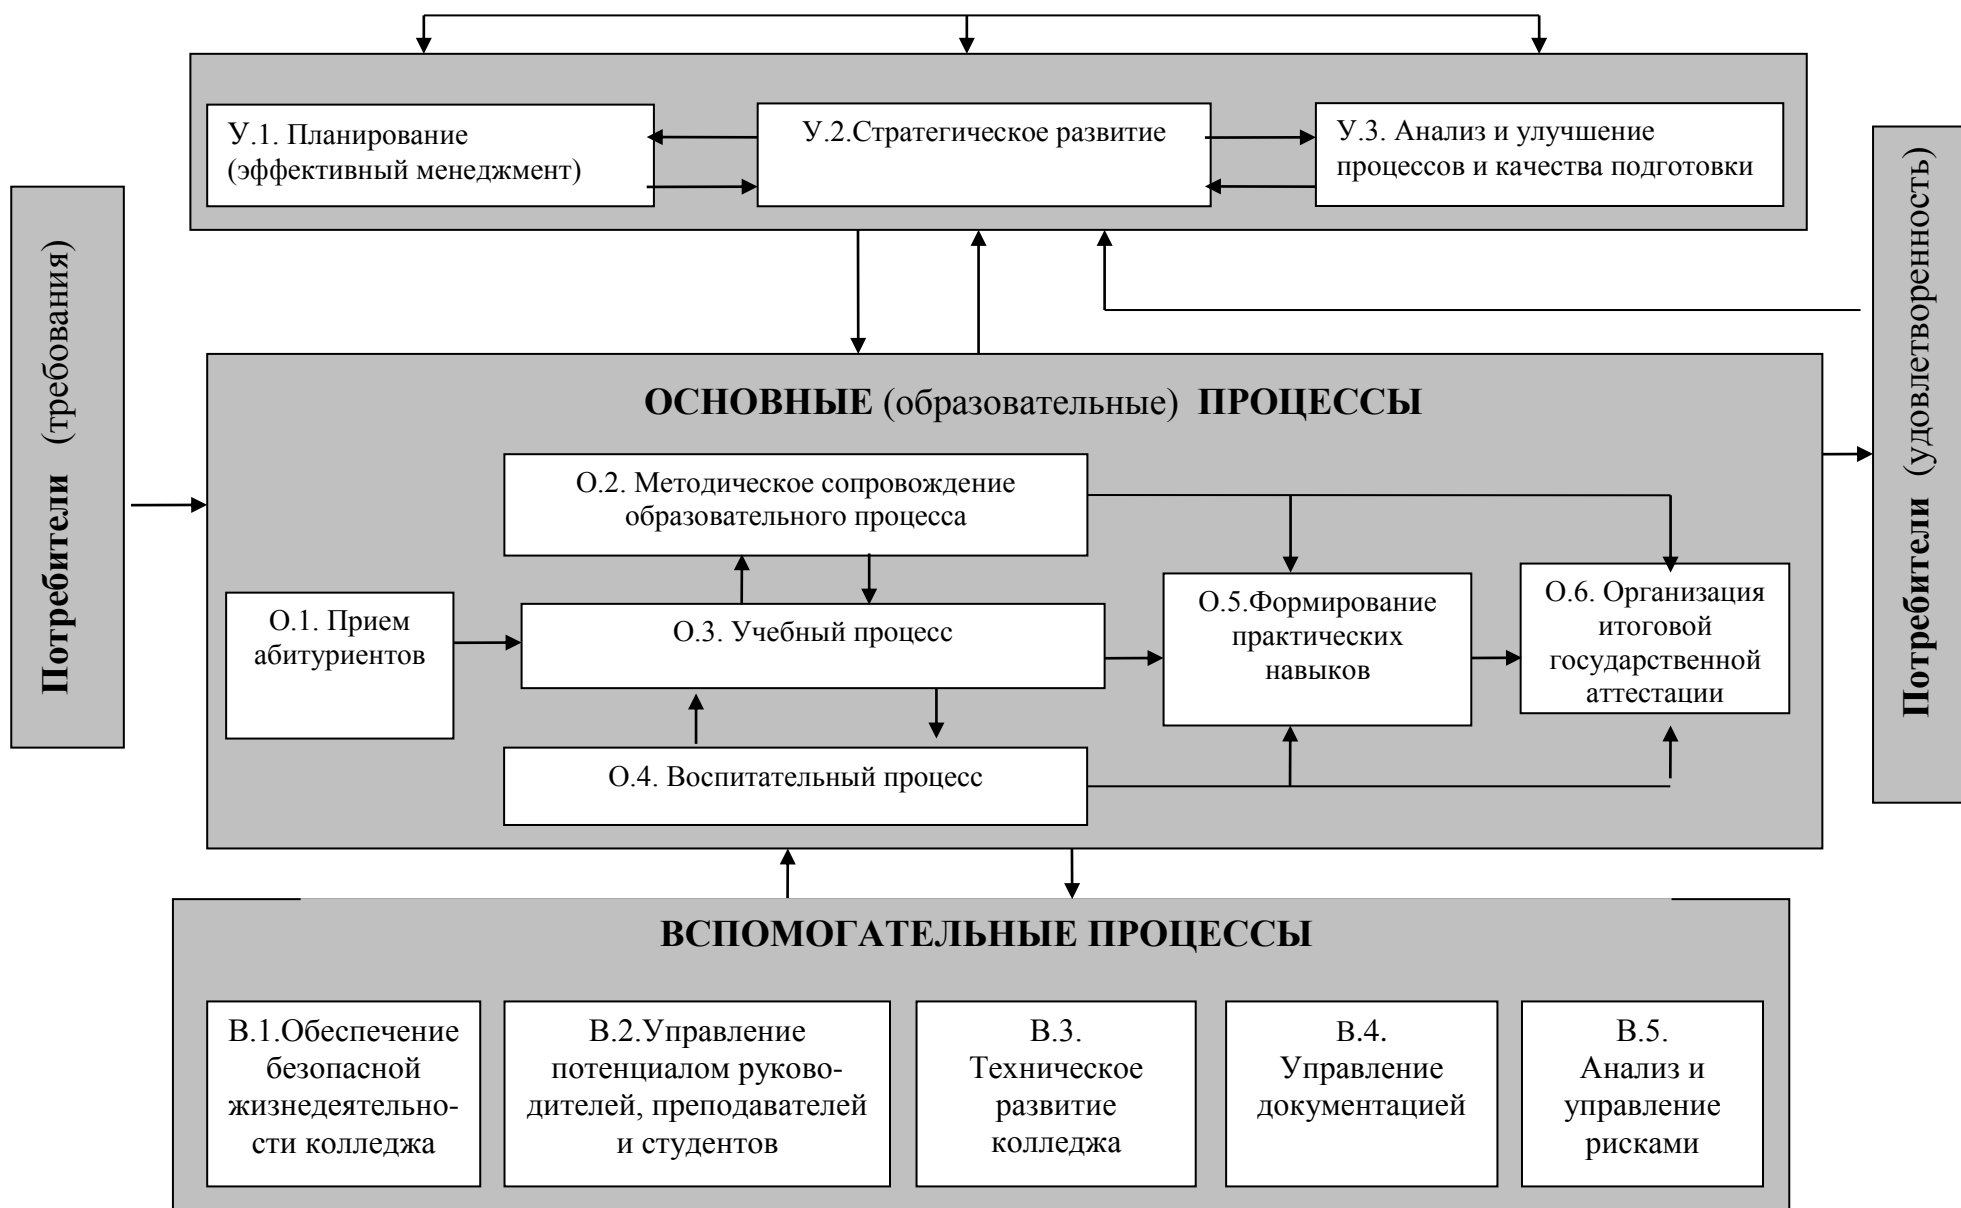 У.1. Планирование
(эффективный менеджмент)
У.2.Стратегическое развитие
У.3. Анализ и улучшение
процессов и качества подготовки
Потребители (требования)
Потребители (удовлетворенность)
ОСНОВНЫЕ (образовательные) ПРОЦЕССЫ
О.2. Методическое сопровождение
образовательного процесса
О.1. Прием
абитуриентов
О.3. Учебный процесс
О.5.Формирование
практических
навыков
О.6. Организация
итоговой
государственной
аттестации
О.4. Воспитательный процесс
ВСПОМОГАТЕЛЬНЫЕ ПРОЦЕССЫ
В.1.Обеспечение
безопасной
жизнедеятельно-
сти колледжа
В.2.Управление
потенциалом руково-
дителей, преподавателей
и студентов
В.3.
Техническое
развитие
колледжа
В.4.
Управление
документацией
В.5.
Анализ и
управление
рисками